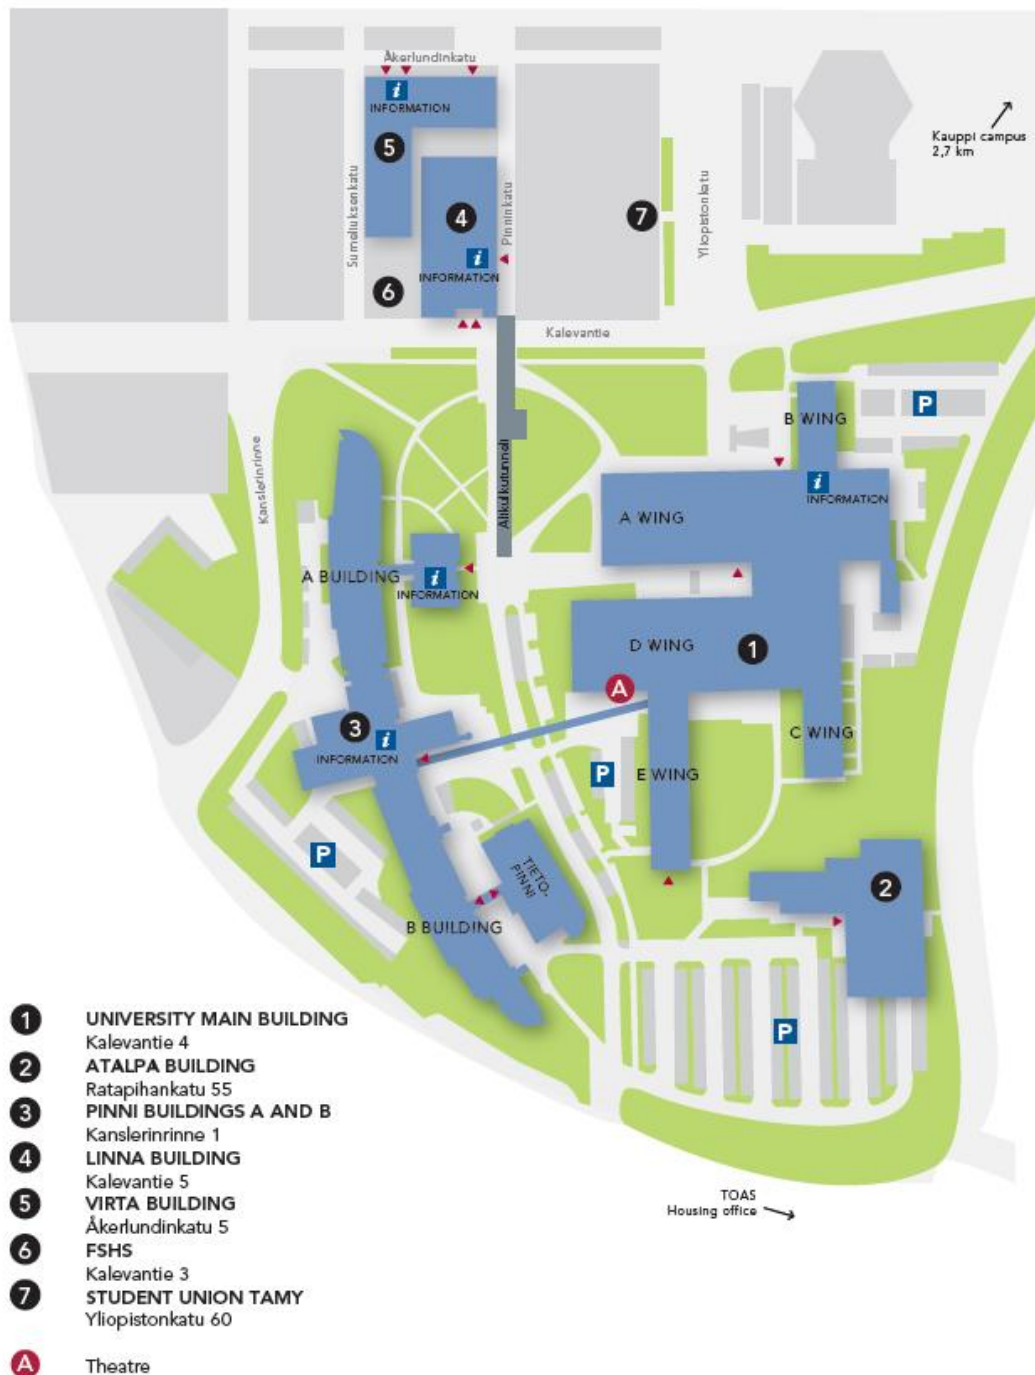 Åkerlundinkatu
i
INFORMATION
5
Sumeliuksenkatu
4
Pinninkatu
i
INFORMATION
6
7
Yliopistonkatu
Kauppi campus
2,7 km
Kalevantie
Kanslerinrinne
Alikulkutunneli
P
B WING
i
INFORMATION
A WING
A BUILDING
i
INFORMATION
D WING
1
A
3
i
INFORMATION
C WING
P
E WING
P
TIETO-
PINNI
2
B BUILDING
P
1 UNIVERSITY MAIN BUILDING
Kalevantie 4
2 ATALPA BUILDING
Ratapihankatu 55
3 PINNI BUILDINGS A AND B
Kanslerinrinne 1
4 LINNA BUILDING
Kalevantie 5
5 VIRTA BUILDING
Åkerlundinkatu 5
6 FSHS
Kalevantie 3
7 STUDENT UNION TAMY
Yliopistonkatu 60
A Theatre
TOAS
Housing office